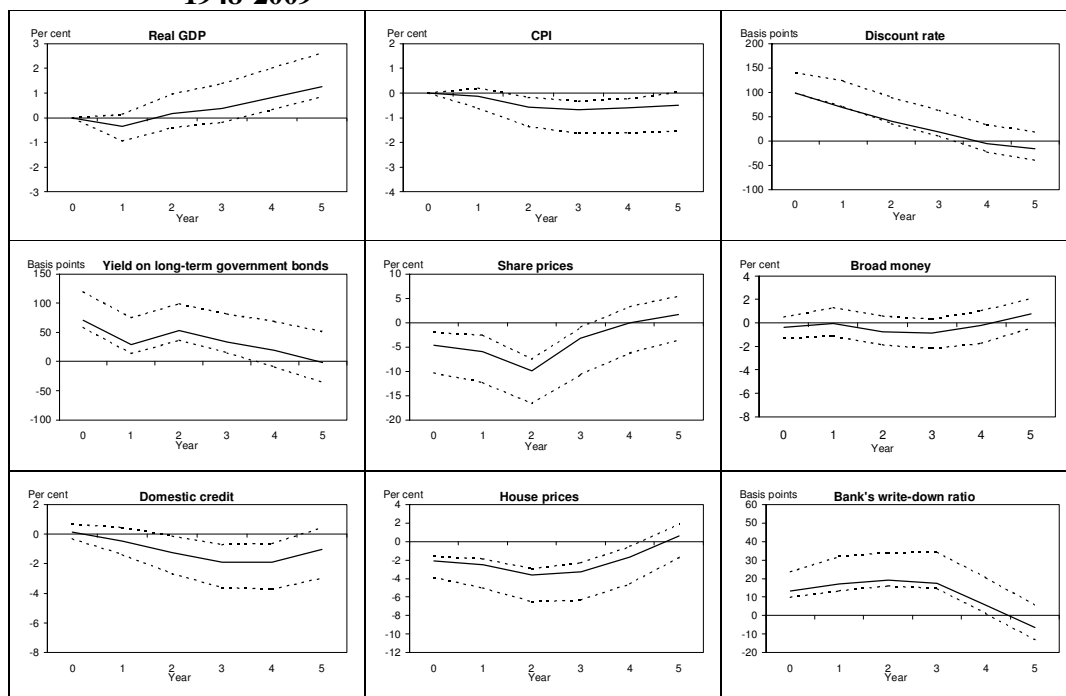 1948-2009
Per cent
Real GDP
3
2
1
0
-1
-2
-3
0 1 2 3 4 5
Year
Per cent
CPI
2
1
0
-1
-2
-3
-4
0 1 2 3 4 5
Year
Basis points
Discount rate
200
150
100
50
0
-50
-100
0 1 2 3 4 5
Year
Basis points
Yield on long-term government bonds
150
100
50
0
-50
-100
0 1 2 3 4 5
Year
Per cent
Share prices
10
5
0
-5
-10
-15
-20
0 1 2 3 4 5
Year
Per cent
Broad money
4
2
0
-2
-4
-6
-8
0 1 2 3 4 5
Year
Per cent
Domestic credit
2
0
-2
-4
-6
-8
0 1 2 3 4 5
Year
Per cent
House prices
4
2
0
-2
-4
-6
-8
-10
-12
0 1 2 3 4 5
Year
Basis points
Bank's write-down ratio
60
50
40
30
20
10
0
-10
-20
0 1 2 3 4 5
Year